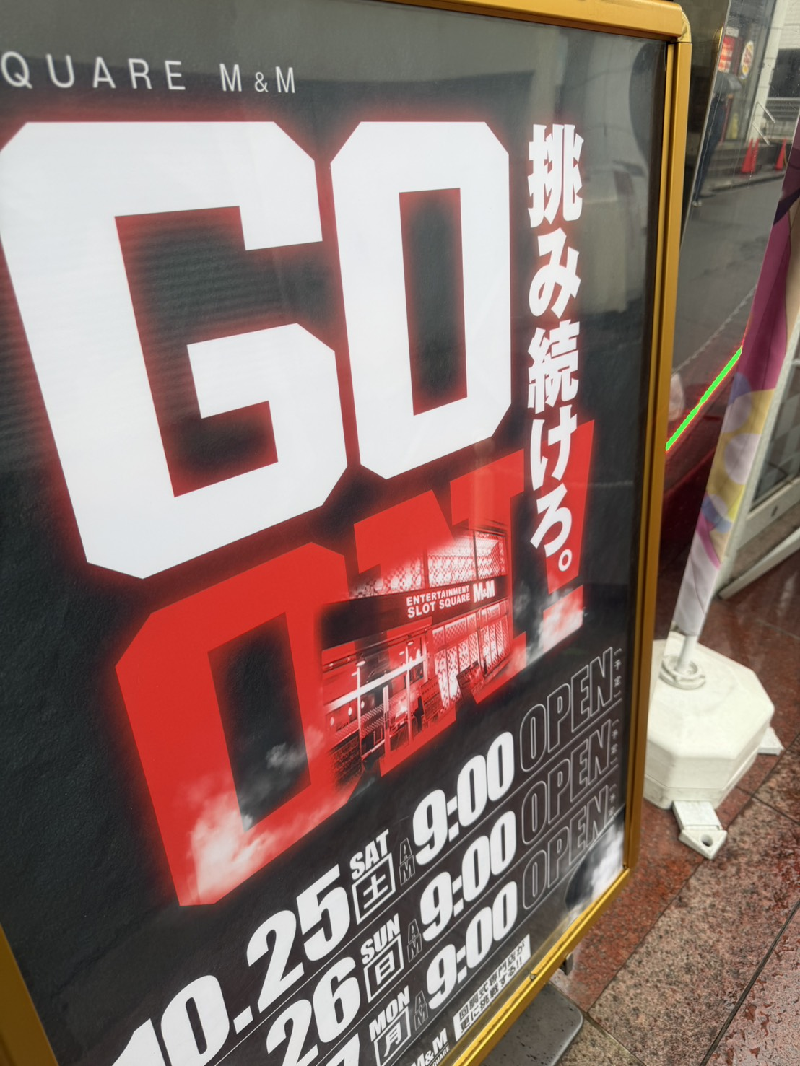 QUARE M&M
GO
ON!
挑み続けろ。
ENTERTAINMENT
SLOT SQUARE M&M
10.25 SAT 土 AM 9:00 OPEN
26 SUN 日 AM 9:00 OPEN
7 MON 月 AM 9:00 OPEN
M&M